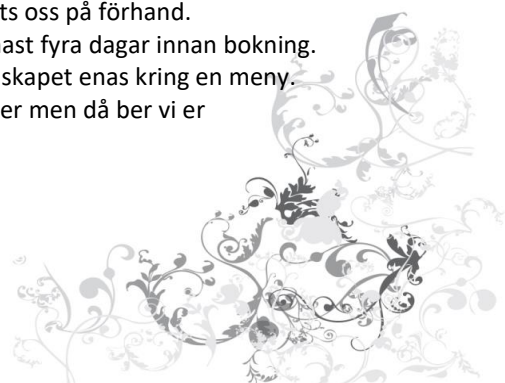 ts oss på förhand.
ast fyra dagar innan bokning.
skapet enas kring en meny.
er men då ber vi er